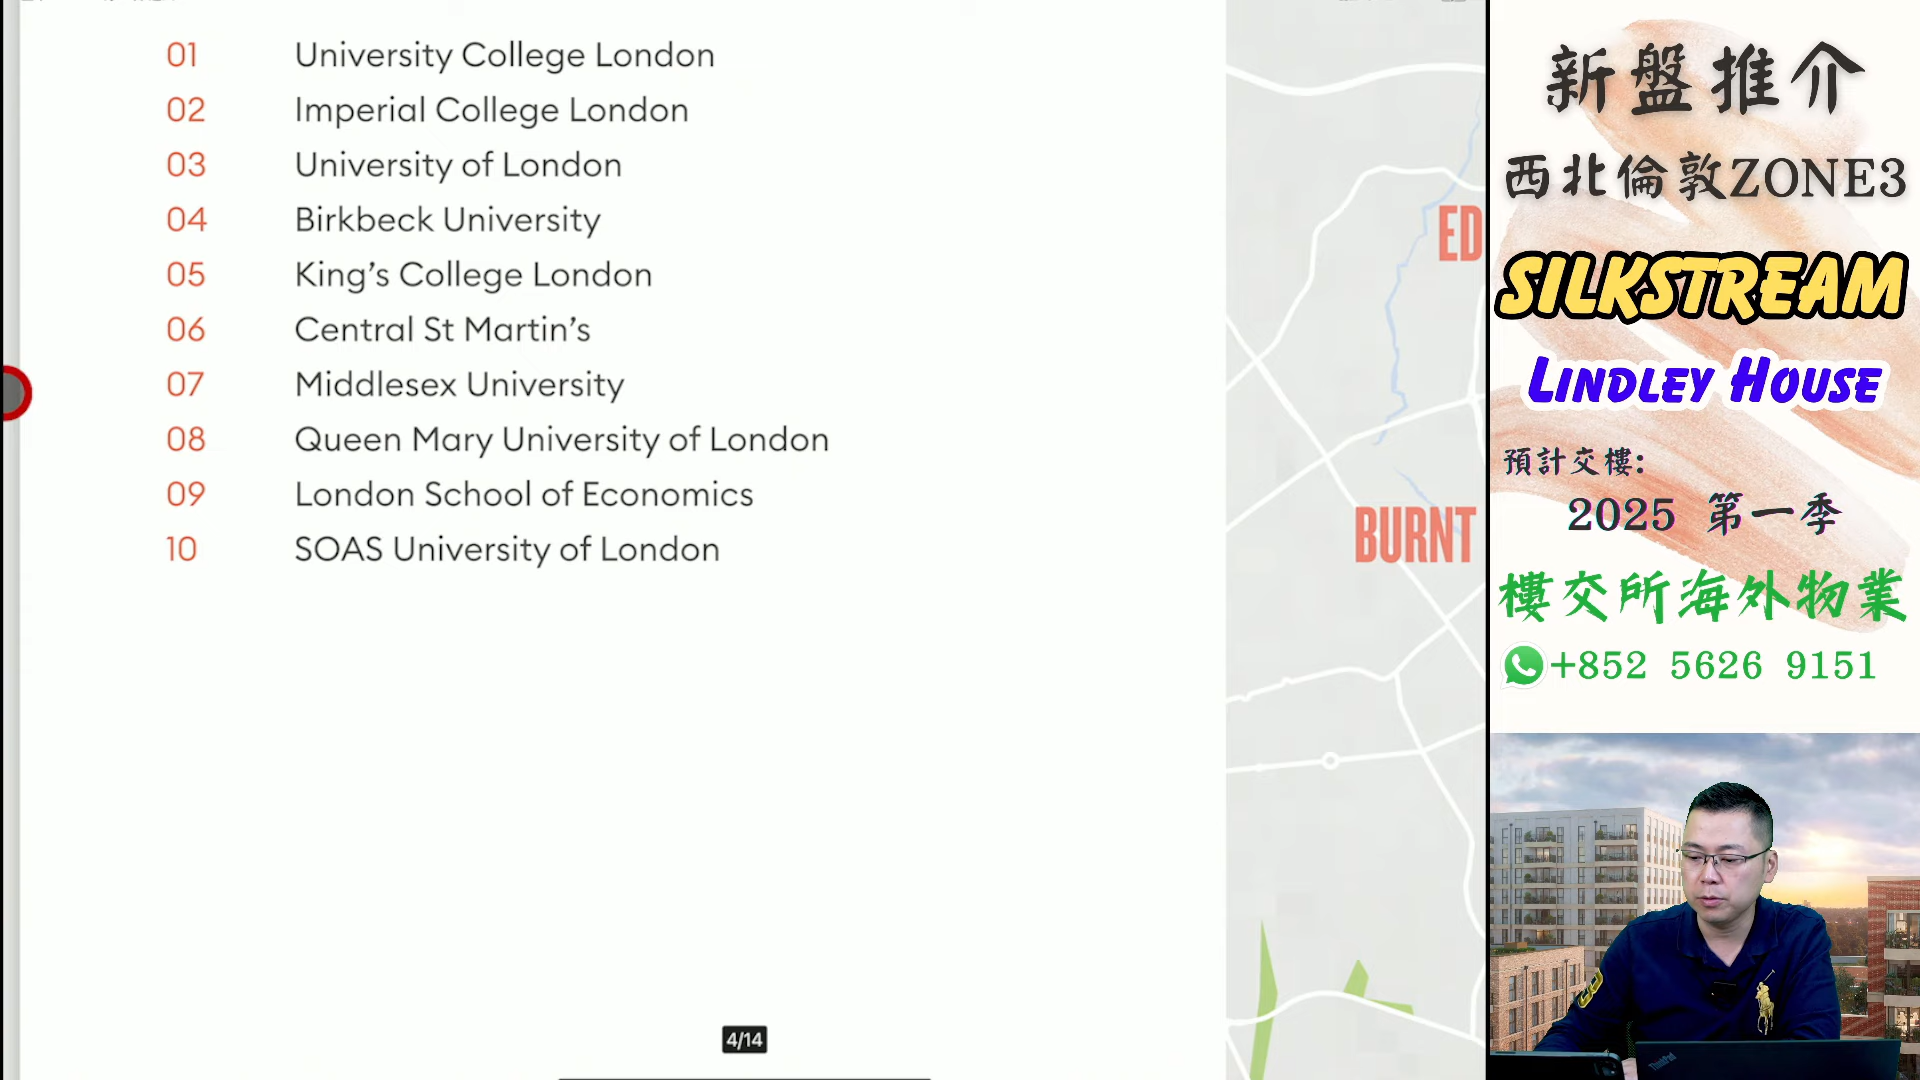 01 University College London
02 Imperial College London
03 University of London
04 Birkbeck University
05 King’s College London
06 Central St Martin’s
07 Middlesex University
08 Queen Mary University of London
09 London School of Economics
10 SOAS University of London
4/14
ED
BURNT
新盤推介
西北倫敦ZONE3
SILKSTREAM
LINDLEY HOUSE
預計交樓:
2025 第一季
樓交所海外物業
+852 5626 9151
ThinkPad